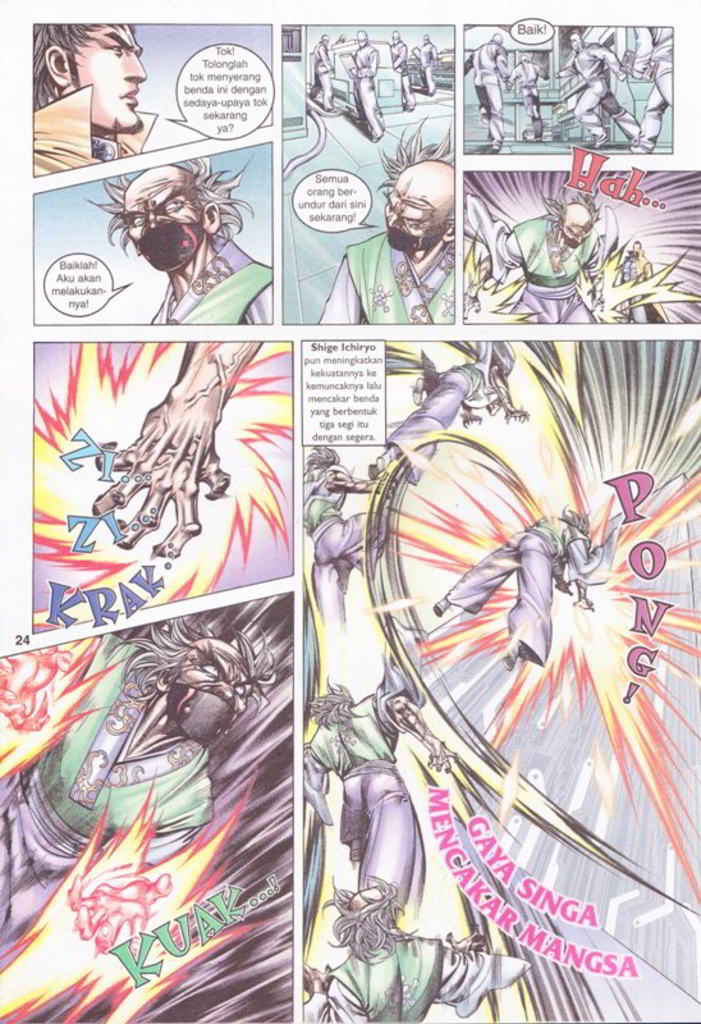 Tok!
Tolonglah
tok menyerang
benda ini dengan
sedaya-upaya tok
sekarang
ya?
Baiklah!
Aku akan
melakukan-
nya!
Semua
orang ber-
undur dari sini
sekarang!
Baik!
Hah...
ZI...
ZI...
KRAK...
Shige Ichiryo
pun meningkatkan
kekuatannya ke
kemuncaknya lalu
mencakar benda
yang berbentuk
tiga segi itu
dengan segera.
PONG!
24
KUAK...!
GAYA SINGA
MENCAKAR MANGSA